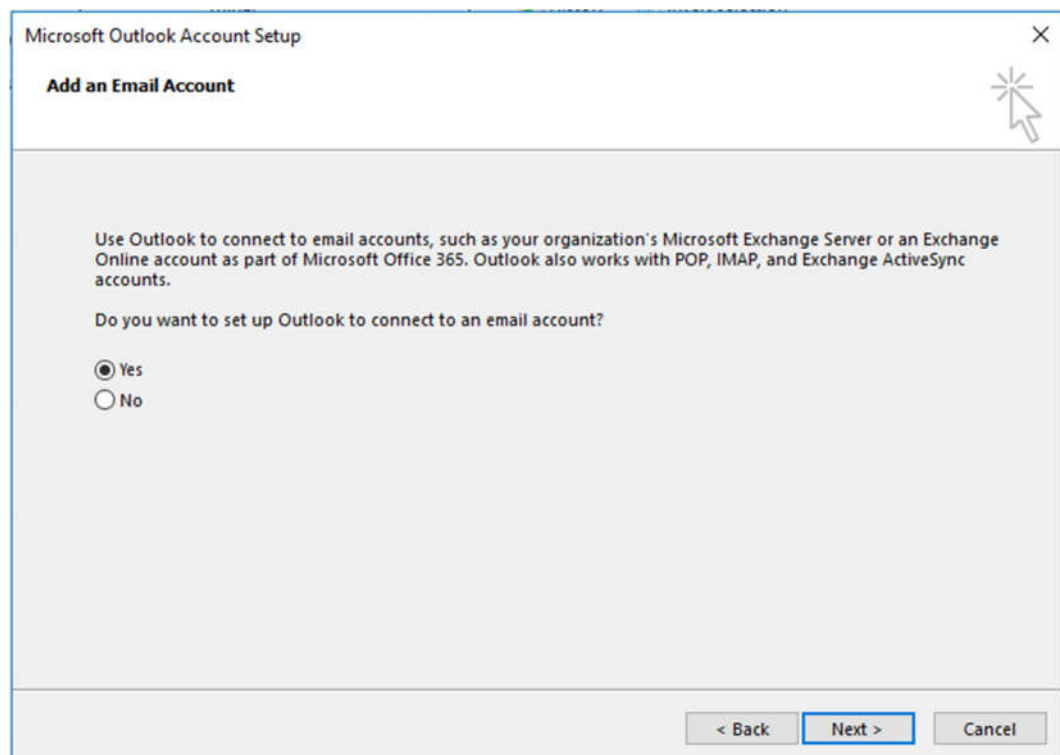 Microsoft Outlook Account Setup
Add an Email Account
Use Outlook to connect to email accounts, such as your organization's Microsoft Exchange Server or an Exchange
Online account as part of Microsoft Office 365. Outlook also works with POP, IMAP, and Exchange ActiveSync
accounts.
Do you want to set up Outlook to connect to an email account?
Yes
No
< Back Next > Cancel